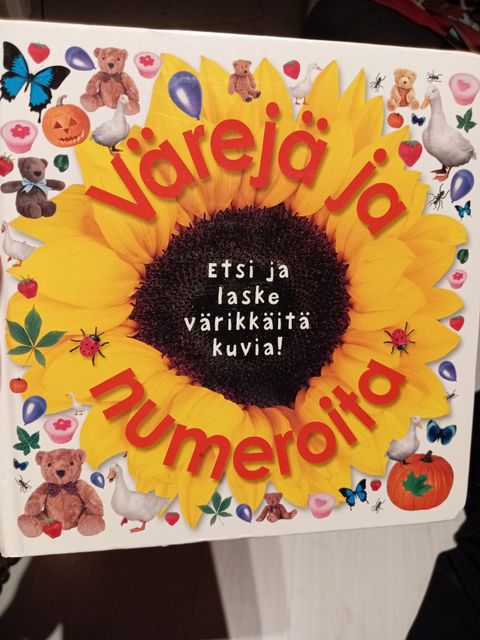 Värejä ja
Etsi ja
laske
värikkäitä
kuvia!
numeroita